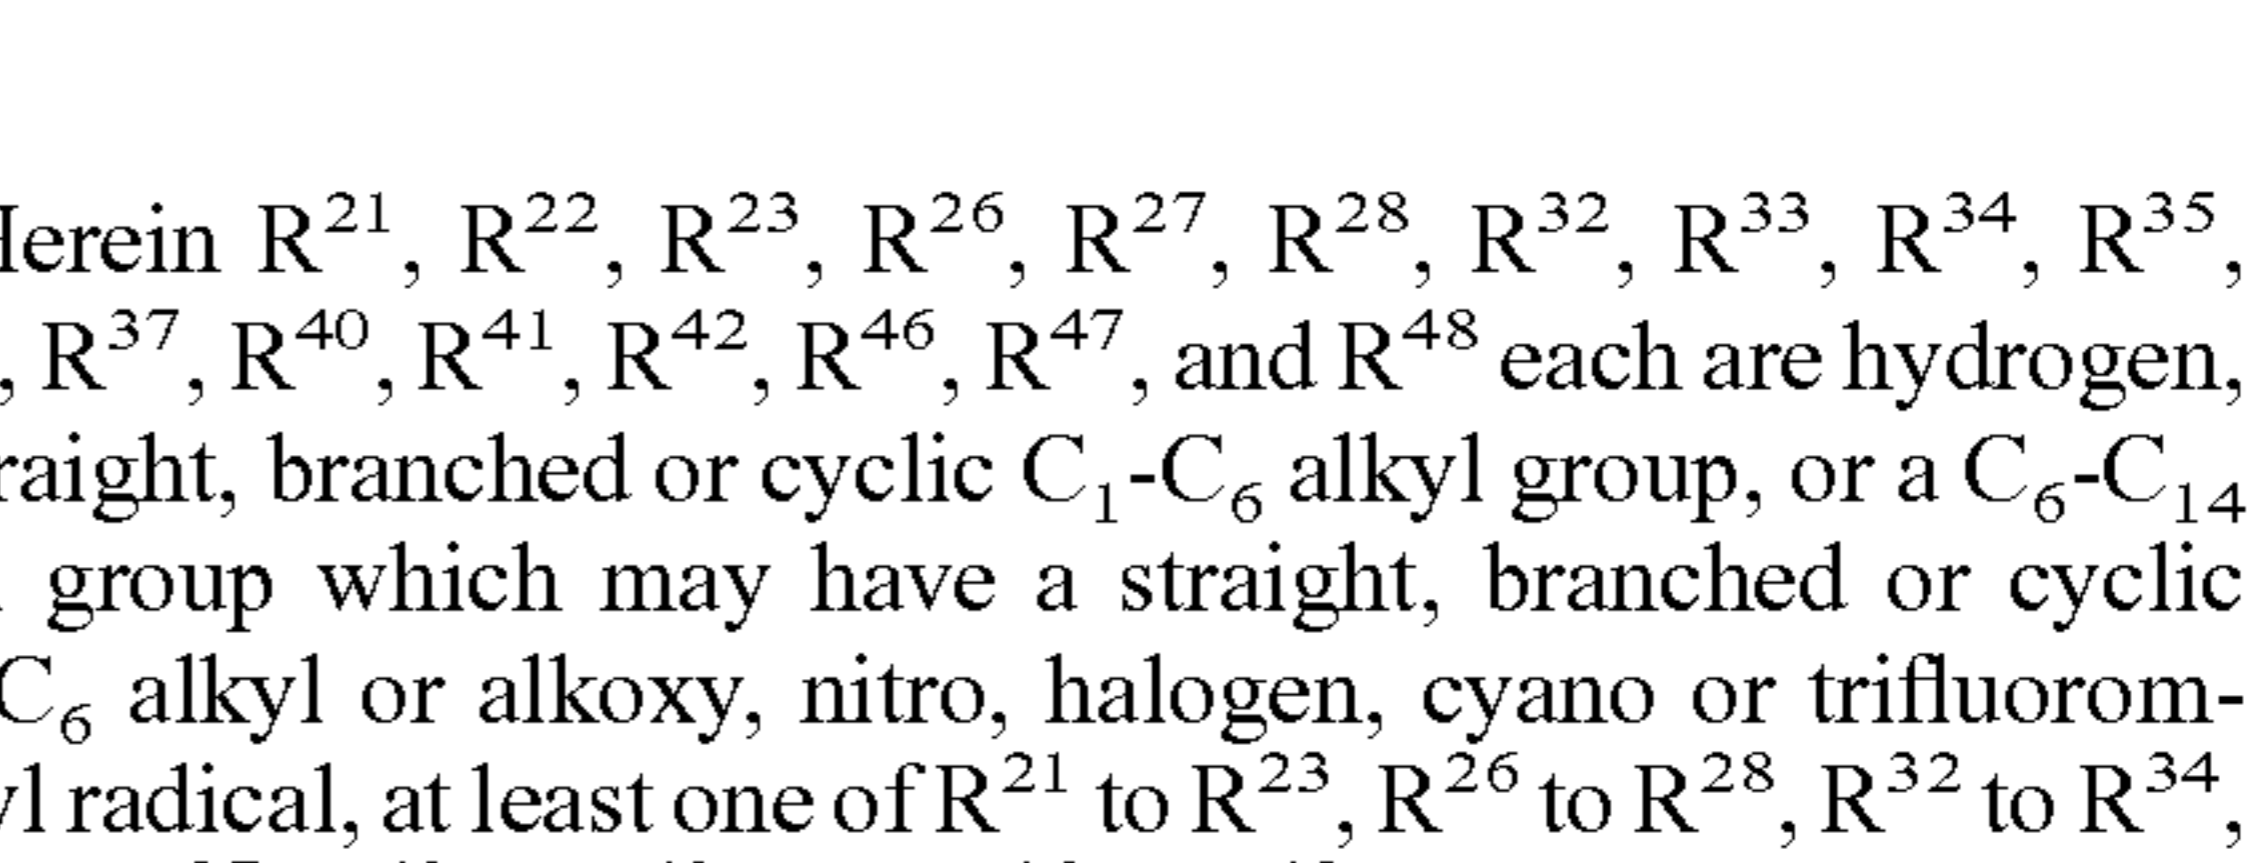 Herein R²¹, R²², R²³, R²⁶, R²⁷, R²⁸, R³², R³³, R³⁴, R³⁵,
, R³⁷, R⁴⁰, R⁴¹, R⁴², R⁴⁶, R⁴⁷, and R⁴⁸ each are hydrogen,
raight, branched or cyclic C₁-C₆ alkyl group, or a C₆-C₁₄
group which may have a straight, branched or cyclic
C₆ alkyl or alkoxy, nitro, halogen, cyano or trifluorom-
yl radical, at least one of R²¹ to R²³, R²⁶ to R²⁸, R³² to R³⁴,